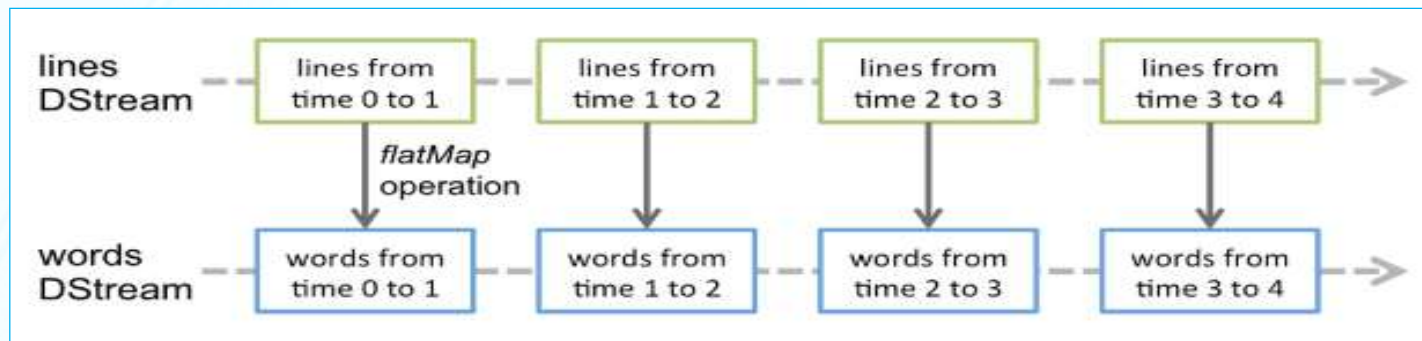 lines
DStream
lines from
time 0 to 1
lines from
time 1 to 2
lines from
time 2 to 3
lines from
time 3 to 4
flatMap
operation
words
DStream
words from
time 0 to 1
words from
time 1 to 2
words from
time 2 to 3
words from
time 3 to 4